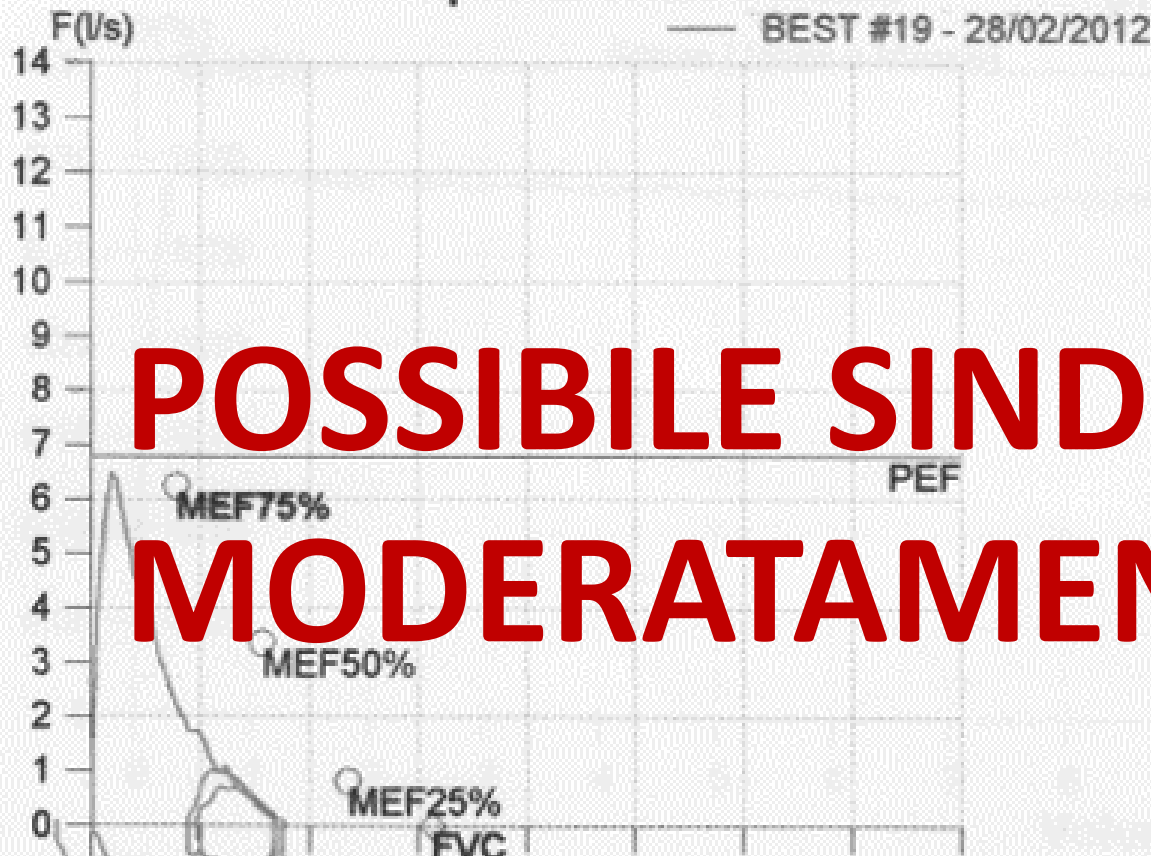 F(l/s)
BEST #19 - 28/02/2012
14
13
12
11
10
9
8
POSSIBILE SIND
7
PEF
6
MEF75%
5
MODERATAMEN
4
3
MEF50%
2
1
MEF25%
0
FVC